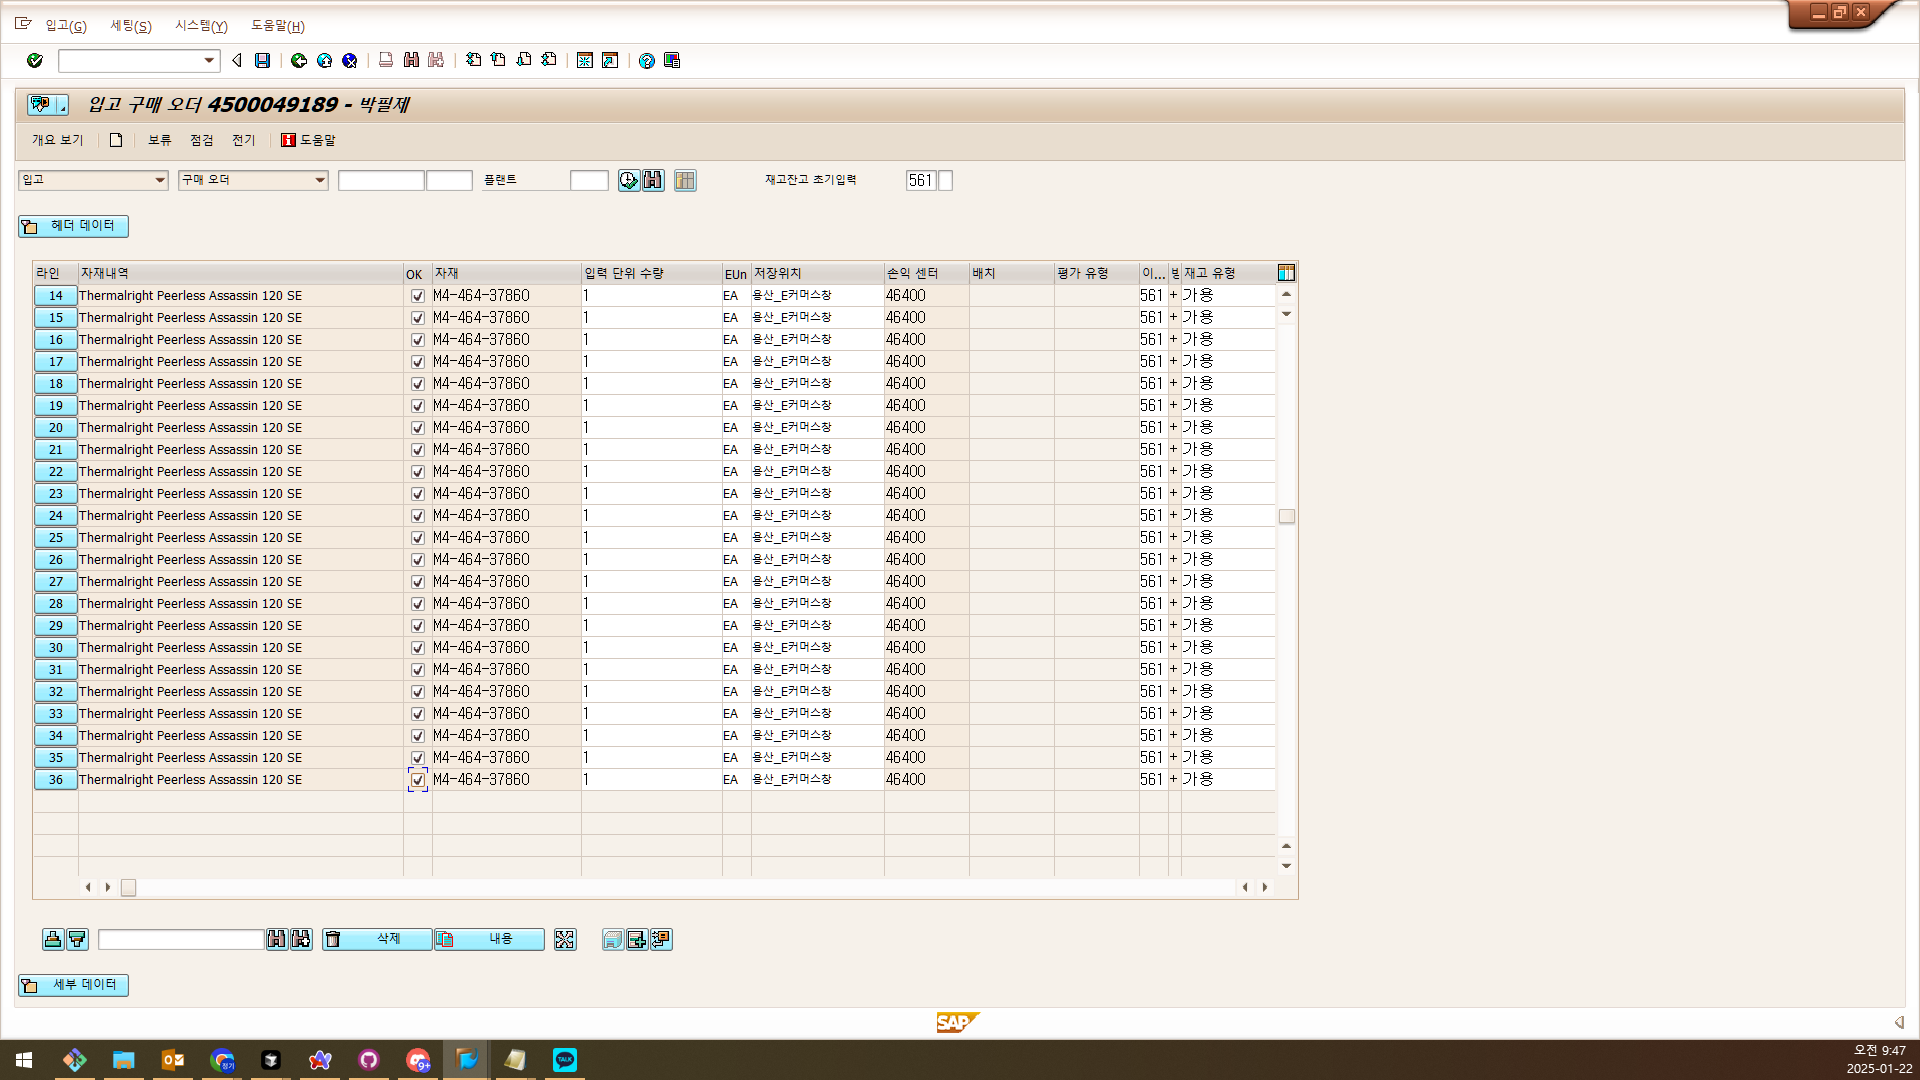 입고(G) 세팅(S) 시스템(Y) 도움말(H)
입고 구매 오더 4500049189 - 박필제
개요 보기 보류 점검 전기 도움말
입고 구매 오더 플랜트 재고잔고 초기입력 561
헤더 데이터
라인 자재내역 OK 자재 입력 단위 수량 EUn 저장위치 손익 센터 배치 평가 유형 이... 재고 유형
14 Thermalright Peerless Assassin 120 SE M4-464-37860 1 EA 용산_E커머스창 46400 561 + 가용
15 Thermalright Peerless Assassin 120 SE M4-464-37860 1 EA 용산_E커머스창 46400 561 + 가용
16 Thermalright Peerless Assassin 120 SE M4-464-37860 1 EA 용산_E커머스창 46400 561 + 가용
17 Thermalright Peerless Assassin 120 SE M4-464-37860 1 EA 용산_E커머스창 46400 561 + 가용
18 Thermalright Peerless Assassin 120 SE M4-464-37860 1 EA 용산_E커머스창 46400 561 + 가용
19 Thermalright Peerless Assassin 120 SE M4-464-37860 1 EA 용산_E커머스창 46400 561 + 가용
20 Thermalright Peerless Assassin 120 SE M4-464-37860 1 EA 용산_E커머스창 46400 561 + 가용
21 Thermalright Peerless Assassin 120 SE M4-464-37860 1 EA 용산_E커머스창 46400 561 + 가용
22 Thermalright Peerless Assassin 120 SE M4-464-37860 1 EA 용산_E커머스창 46400 561 + 가용
23 Thermalright Peerless Assassin 120 SE M4-464-37860 1 EA 용산_E커머스창 46400 561 + 가용
24 Thermalright Peerless Assassin 120 SE M4-464-37860 1 EA 용산_E커머스창 46400 561 + 가용
25 Thermalright Peerless Assassin 120 SE M4-464-37860 1 EA 용산_E커머스창 46400 561 + 가용
26 Thermalright Peerless Assassin 120 SE M4-464-37860 1 EA 용산_E커머스창 46400 561 + 가용
27 Thermalright Peerless Assassin 120 SE M4-464-37860 1 EA 용산_E커머스창 46400 561 + 가용
28 Thermalright Peerless Assassin 120 SE M4-464-37860 1 EA 용산_E커머스창 46400 561 + 가용
29 Thermalright Peerless Assassin 120 SE M4-464-37860 1 EA 용산_E커머스창 46400 561 + 가용
30 Thermalright Peerless Assassin 120 SE M4-464-37860 1 EA 용산_E커머스창 46400 561 + 가용
31 Thermalright Peerless Assassin 120 SE M4-464-37860 1 EA 용산_E커머스창 46400 561 + 가용
32 Thermalright Peerless Assassin 120 SE M4-464-37860 1 EA 용산_E커머스창 46400 561 + 가용
33 Thermalright Peerless Assassin 120 SE M4-464-37860 1 EA 용산_E커머스창 46400 561 + 가용
34 Thermalright Peerless Assassin 120 SE M4-464-37860 1 EA 용산_E커머스창 46400 561 + 가용
35 Thermalright Peerless Assassin 120 SE M4-464-37860 1 EA 용산_E커머스창 46400 561 + 가용
36 Thermalright Peerless Assassin 120 SE M4-464-37860 1 EA 용산_E커머스창 46400 561 + 가용
삭제 내용
세부 데이터
SAP
9+ TALK 오전 9:47
2025-01-22